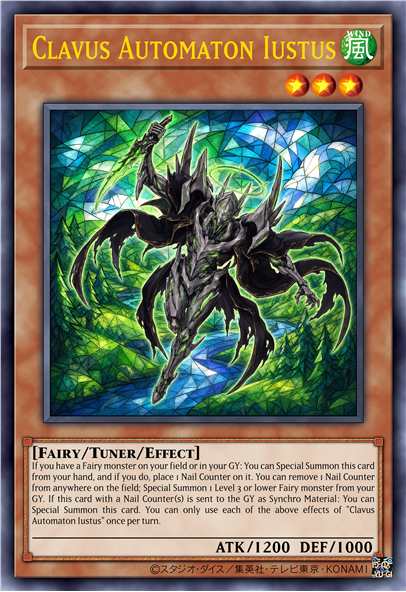 Clavus Automaton Iustus
WIND
風
[Fairy/Tuner/Effect]
If you have a Fairy monster on your field or in your GY: You can Special Summon this card
from your hand, and if you do, place 1 Nail Counter on it. You can remove 1 Nail Counter
from anywhere on the field; Special Summon 1 Level 3 or lower Fairy monster from your
GY. If this card with a Nail Counter(s) is sent to the GY as Synchro Material: You can
Special Summon this card. You can only use each of the above effects of "Clavus
Automaton Iustus" once per turn.
ATK/1200 DEF/1000
©スタジオ・ダイス／集英社・テレビ東京・KONAMI